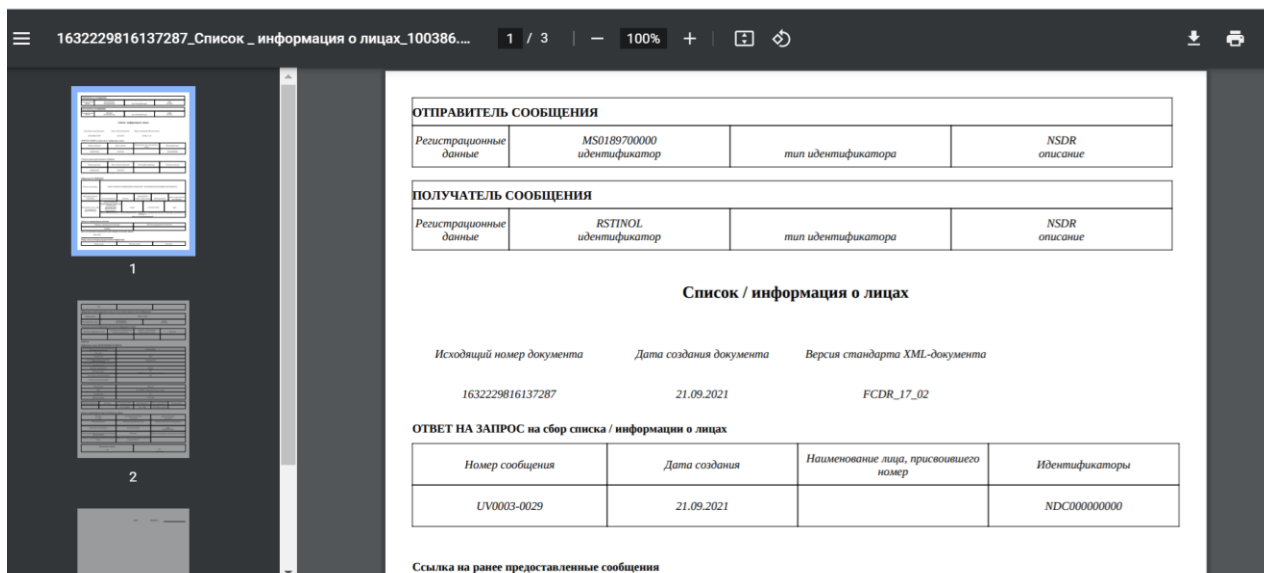 1632229816137287_Список _ информация о лицах_100386.... 1 / 3 100%
1
2
ОТПРАВИТЕЛЬ СООБЩЕНИЯ
Регистрационные данные MS0189700000 идентификатор тип идентификатора NSDR описание
ПОЛУЧАТЕЛЬ СООБЩЕНИЯ
Регистрационные данные RSTINOL идентификатор тип идентификатора NSDR описание
Список / информация о лицах
Исходящий номер документа Дата создания документа Версия стандарта XML-документа
1632229816137287 21.09.2021 FCDR_17_02
ОТВЕТ НА ЗАПРОС на сбор списка / информации о лицах
Номер сообщения Дата создания Наименование лица, присвоившего номер Идентификаторы
UV0003-0029 21.09.2021 NDC000000000
Ссылка на ранее предоставленные сообщения